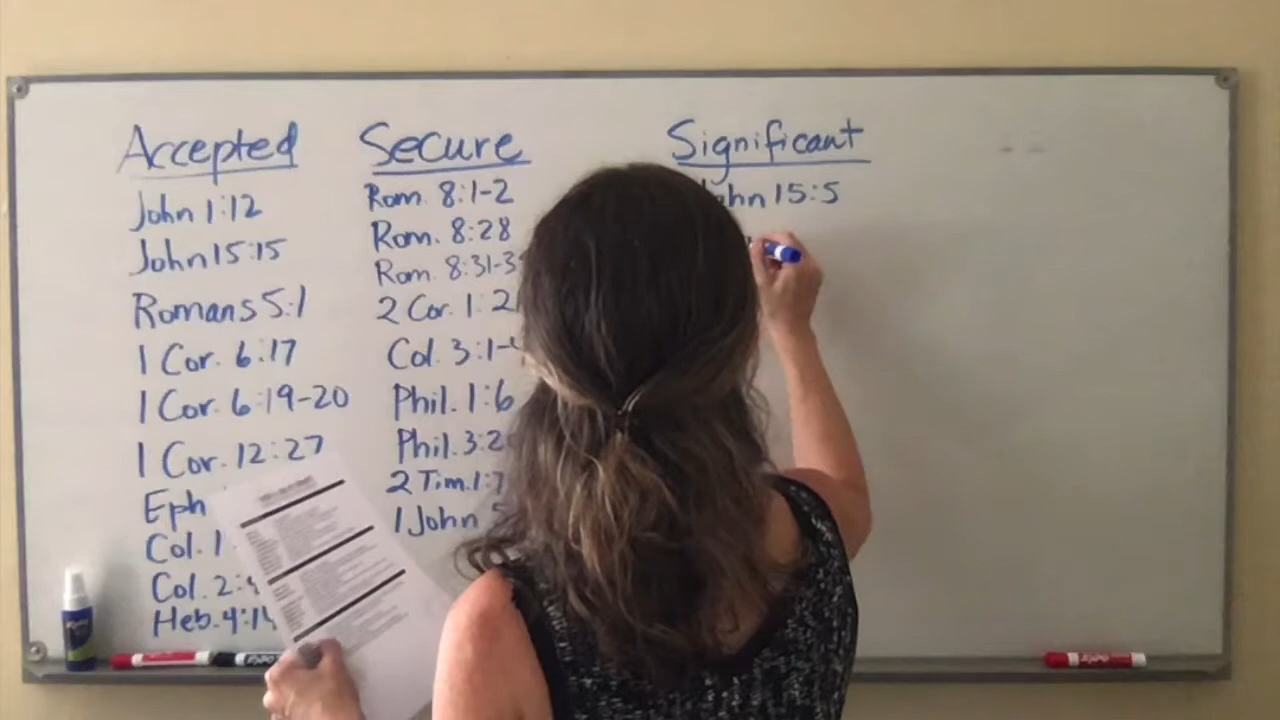 Accepted
John 1:12
John 15:15
Romans 5:1
1 Cor. 6:17
1 Cor. 6:19-20
1 Cor. 12:27
Eph
Col. 1
Col. 2:
Heb. 4:14
Secure
Rom. 8:1-2
Rom. 8:28
Rom. 8:31-3
2 Cor. 1:2
Col. 3:1-
Phil. 1:6
Phil. 3:2
2 Tim. 1:7
1 John
Significant
John 15:5
expo